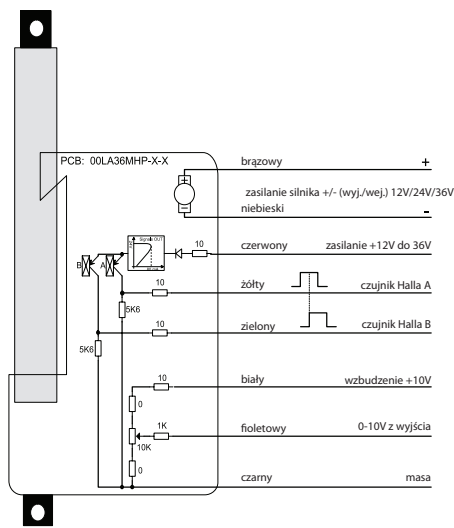 PCB: 00LA36MHP-X-X
brązowy +
zasilanie silnika +/- (wyj./wej.) 12V/24V/36V
niebieski -
Signals OUT
10 czerwony zasilanie +12V do 36V
B A
10 żółty czujnik Halla A
5K6
10 zielony czujnik Halla B
5K6
10 biały wzbudzenie +10V
0
1K fioletowy 0-10V z wyjścia
10K
0
czarny masa